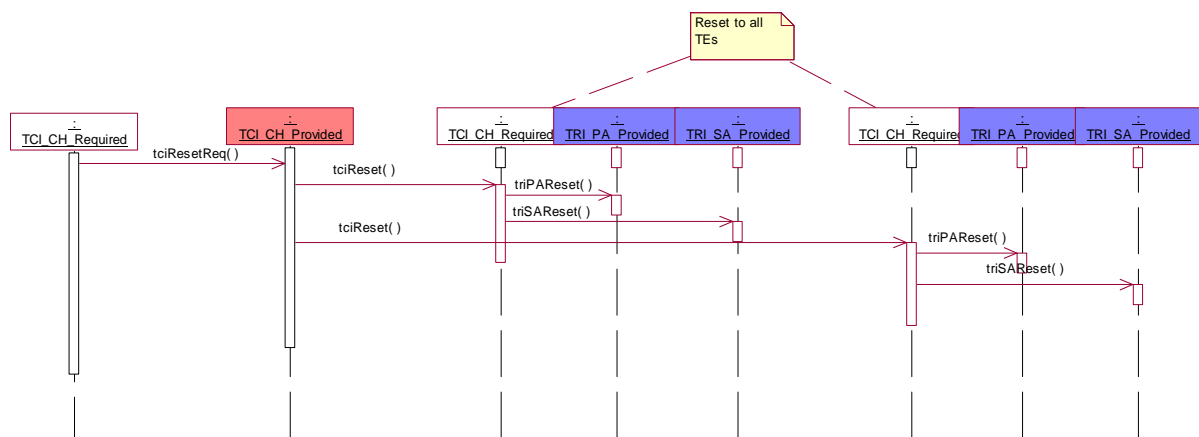 Reset to all
TEs
:
TCI_CH_Required
:
TCI_CH_Provided
:
TCI_CH_Required
:
TRI_PA_Provided
:
TRI_SA_Provided
:
TCI_CH_Required
:
TRI_PA_Provided
:
TRI_SA_Provided
tciResetReq( )
tciReset( )
triPAReset( )
triSAReset( )
tciReset( )
triPAReset( )
triSAReset( )